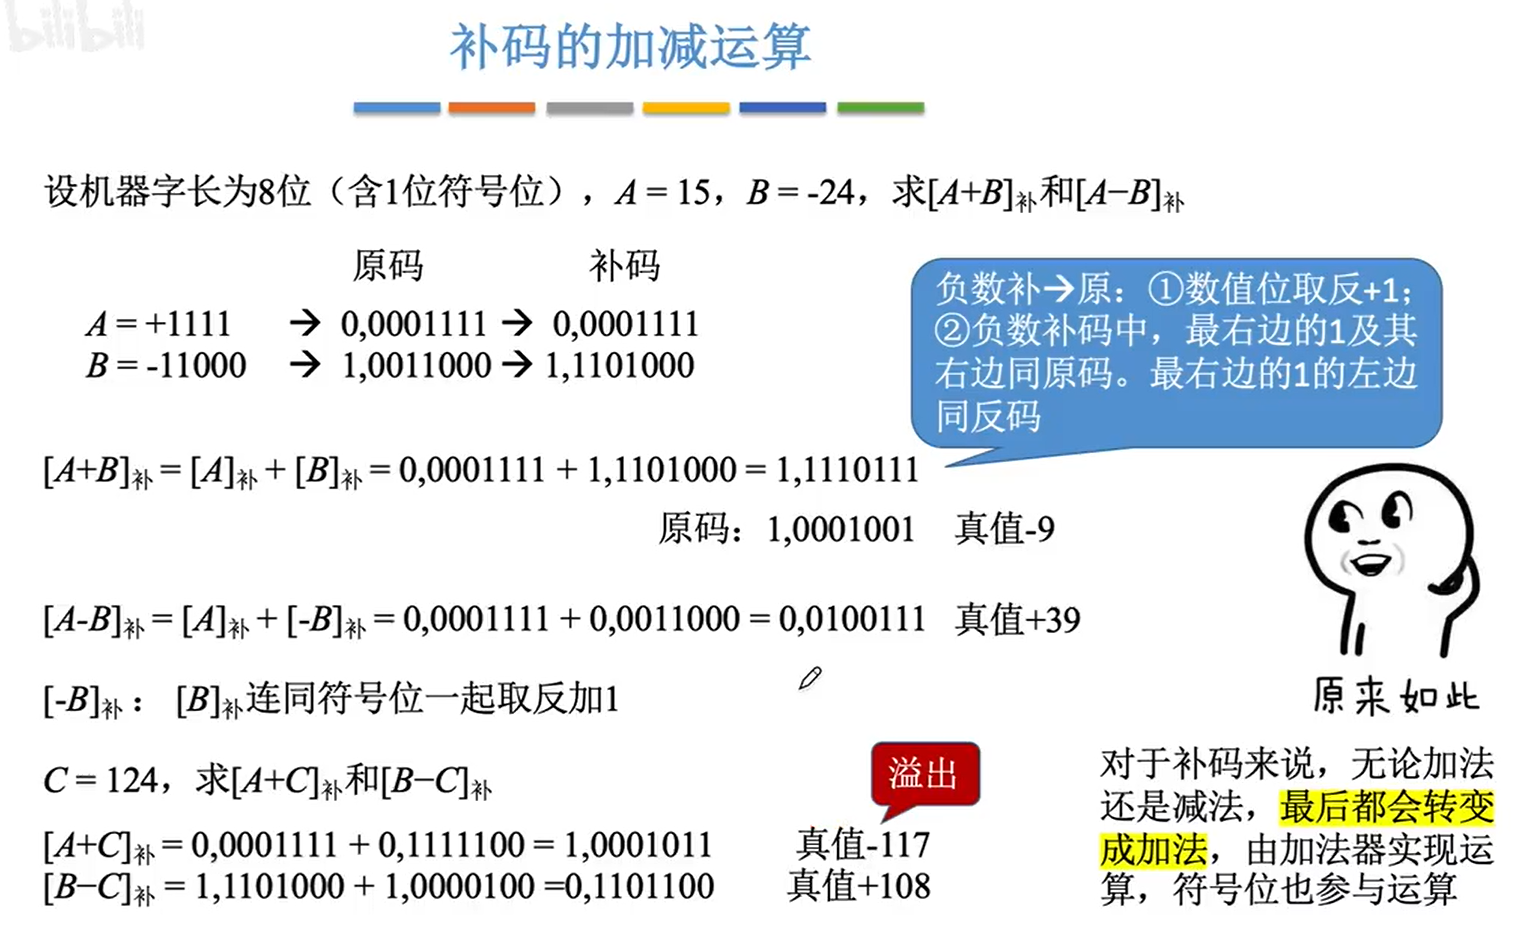 bilibili
补码的加减运算
设机器字长为8位（含1位符号位），A = 15，B = -24，求[A+B]补和[A−B]补
原码 补码
A = +1111 → 0,0001111 → 0,0001111
B = -11000 → 1,0011000 → 1,1101000
负数补→原：①数值位取反+1；
②负数补码中，最右边的1及其
右边同原码。最右边的1的左边
同反码
[A+B]补 = [A]补 + [B]补 = 0,0001111 + 1,1101000 = 1,1110111
原码：1,0001001 真值-9
[A-B]补 = [A]补 + [-B]补 = 0,0001111 + 0,0011000 = 0,0100111 真值+39
[-B]补： [B]补连同符号位一起取反加1
原来如此
C = 124，求[A+C]补和[B−C]补
溢出
[A+C]补 = 0,0001111 + 0,1111100 = 1,0001011 真值-117
[B−C]补 = 1,1101000 + 1,0000100 =0,1101100 真值+108
对于补码来说，无论加法
还是减法，最后都会转变
成加法，由加法器实现运
算，符号位也参与运算